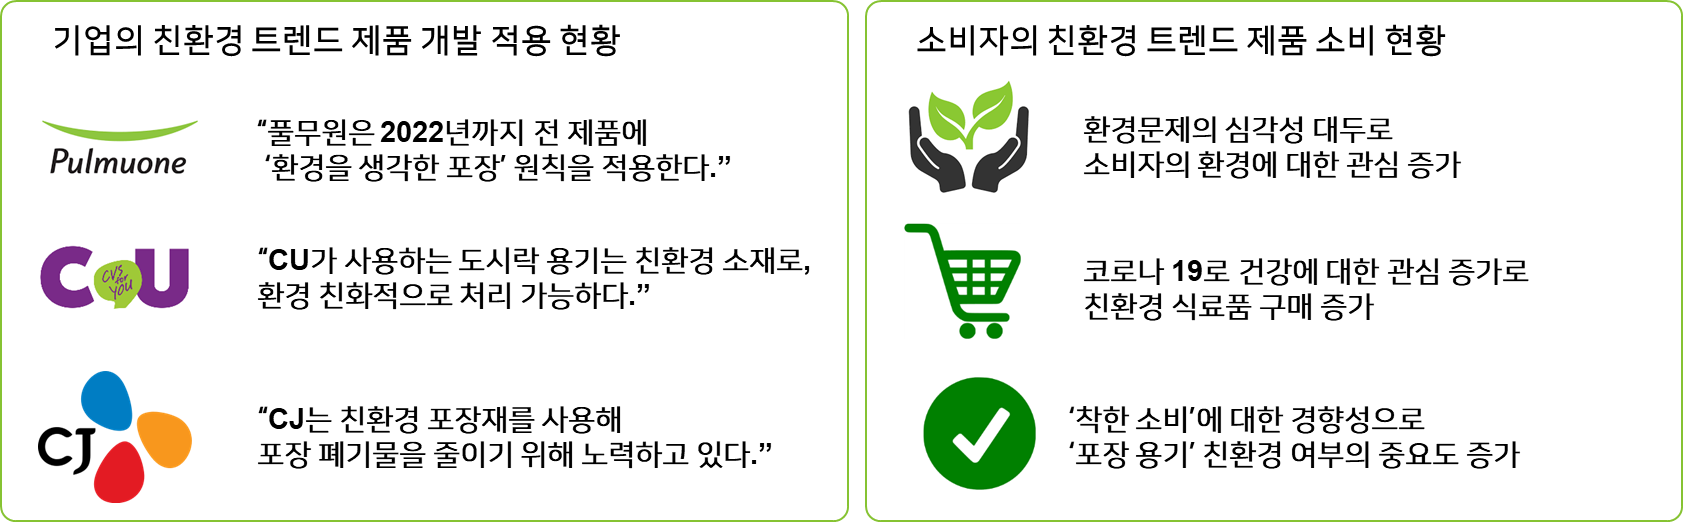 기업의 친환경 트렌드 제품 개발 적용 현황
Pulmuone
“풀무원은 2022년까지 전 제품에
‘환경을 생각한 포장’ 원칙을 적용한다.”
CU
CVS
for
YOU
“CU가 사용하는 도시락 용기는 친환경 소재로,
환경 친화적으로 처리 가능하다.”
CJ
“CJ는 친환경 포장재를 사용해
포장 폐기물을 줄이기 위해 노력하고 있다.”
소비자의 친환경 트렌드 제품 소비 현황
환경문제의 심각성 대두로
소비자의 환경에 대한 관심 증가
코로나 19로 건강에 대한 관심 증가로
친환경 식료품 구매 증가
‘착한 소비’에 대한 경향성으로
‘포장 용기’ 친환경 여부의 중요도 증가